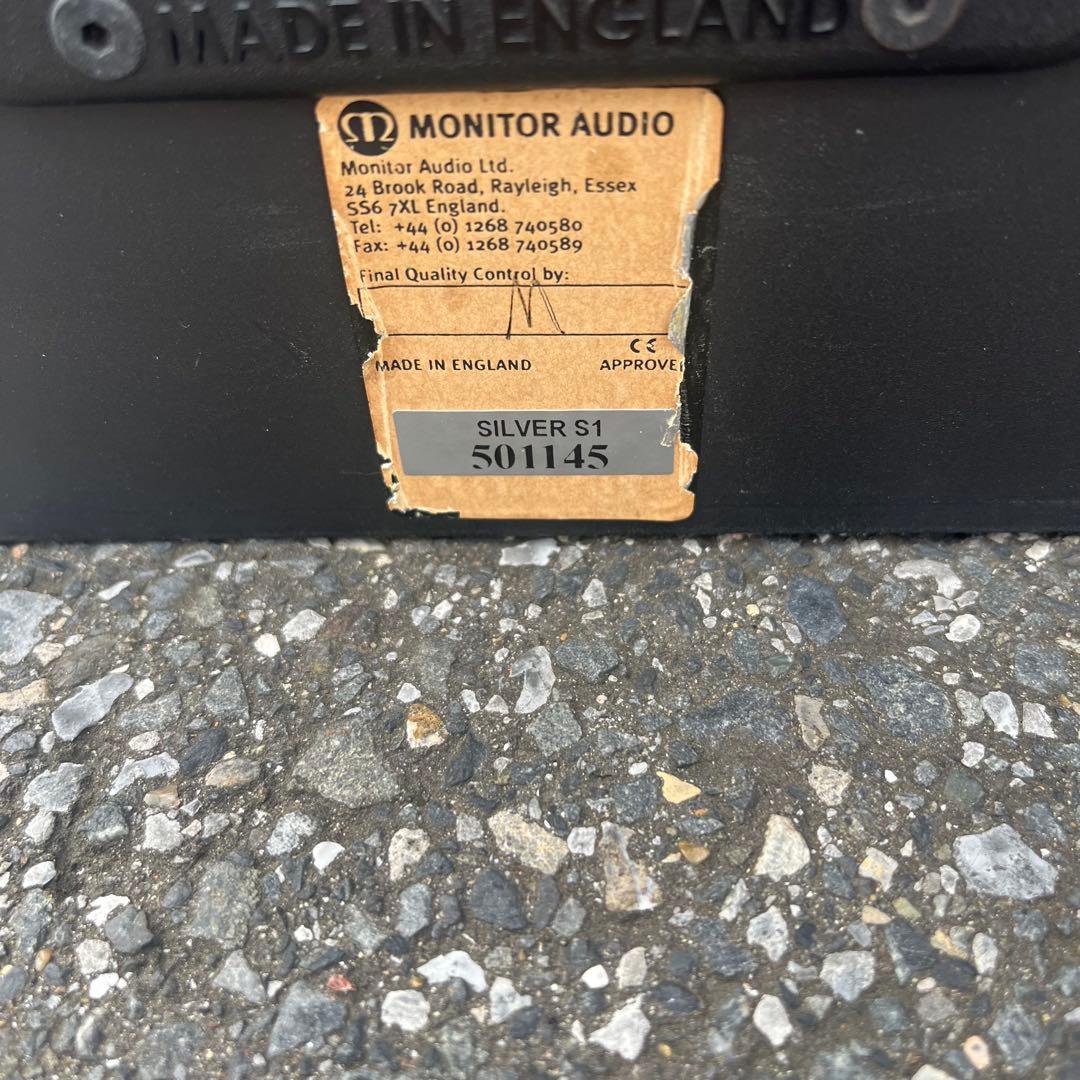 MADE IN ENGLAND
MONITOR AUDIO
Monitor Audio Ltd.
24 Brook Road, Rayleigh, Essex
SS6 7XL England.
Tel: +44 (0) 1268 740580
Fax: +44 (0) 1268 740589
Final Quality Control by:
M
MADE IN ENGLAND
CE
APPROVE
SILVER S1
501145